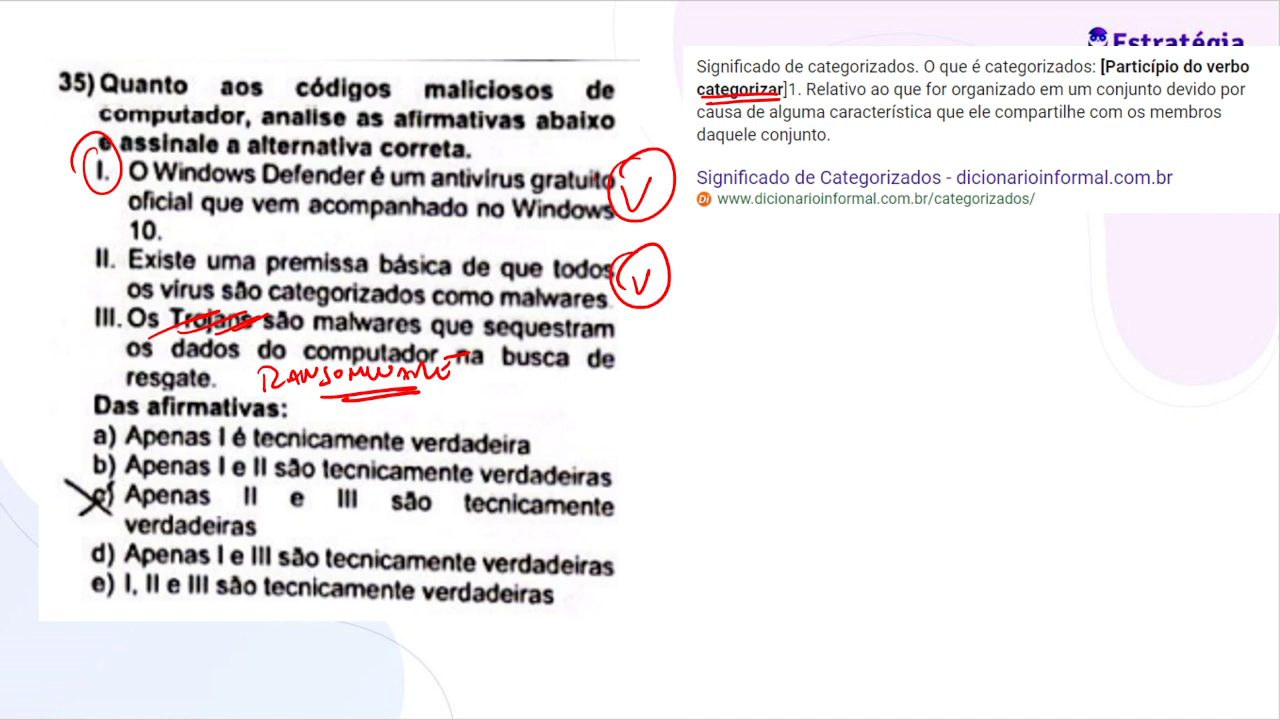 Estratégia
35) Quanto aos códigos maliciosos de
computador, analise as afirmativas abaixo
e assinale a alternativa correta.
I. O Windows Defender é um antivírus gratuito V
oficial que vem acompanhado no Windows
10.
II. Existe uma premissa básica de que todos V
os vírus são categorizados como malwares.
III. Os Trojans são malwares que sequestram
os dados do computador na busca de
resgate. RANSOMWARE
Das afirmativas:
a) Apenas I é tecnicamente verdadeira
b) Apenas I e II são tecnicamente verdadeiras
c) Apenas II e III são tecnicamente
verdadeiras
d) Apenas I e III são tecnicamente verdadeiras
e) I, II e III são tecnicamente verdadeiras
Significado de categorizados. O que é categorizados: [Particípio do verbo
categorizar]1. Relativo ao que for organizado em um conjunto devido por
causa de alguma característica que ele compartilhe com os membros
daquele conjunto.
Significado de Categorizados - dicionarioinformal.com.br
Di www.dicionarioinformal.com.br/categorizados/